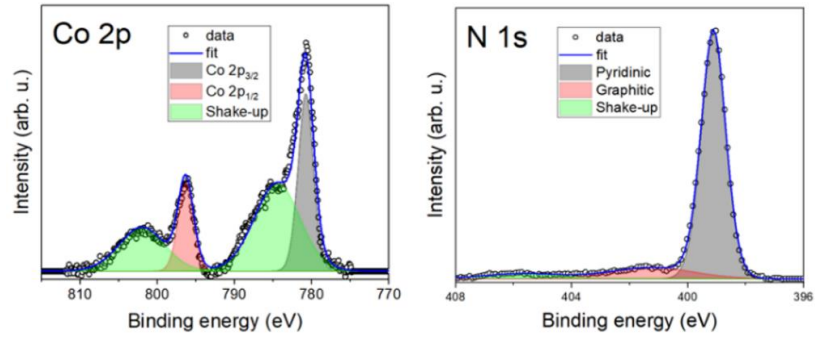 Co 2p
data
fit
Co 2p3/2
Co 2p1/2
Shake-up
Intensity (arb. u.)
810 800 790 780 770
Binding energy (eV)
N 1s
data
fit
Pyridinic
Graphitic
Shake-up
Intensity (arb. u.)
408 404 400 396
Binding energy (eV)